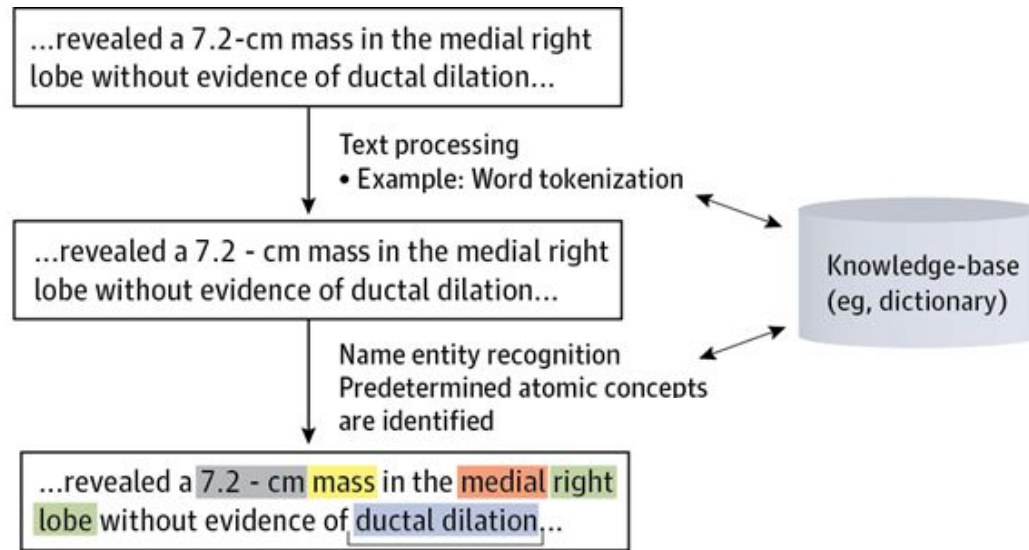 ...revealed a 7.2-cm mass in the medial right
lobe without evidence of ductal dilation...
Text processing
• Example: Word tokenization
...revealed a 7.2 - cm mass in the medial right
lobe without evidence of ductal dilation...
Knowledge-base
(eg, dictionary)
Name entity recognition
Predetermined atomic concepts
are identified
...revealed a 7.2 - cm mass in the medial right
lobe without evidence of ductal dilation...